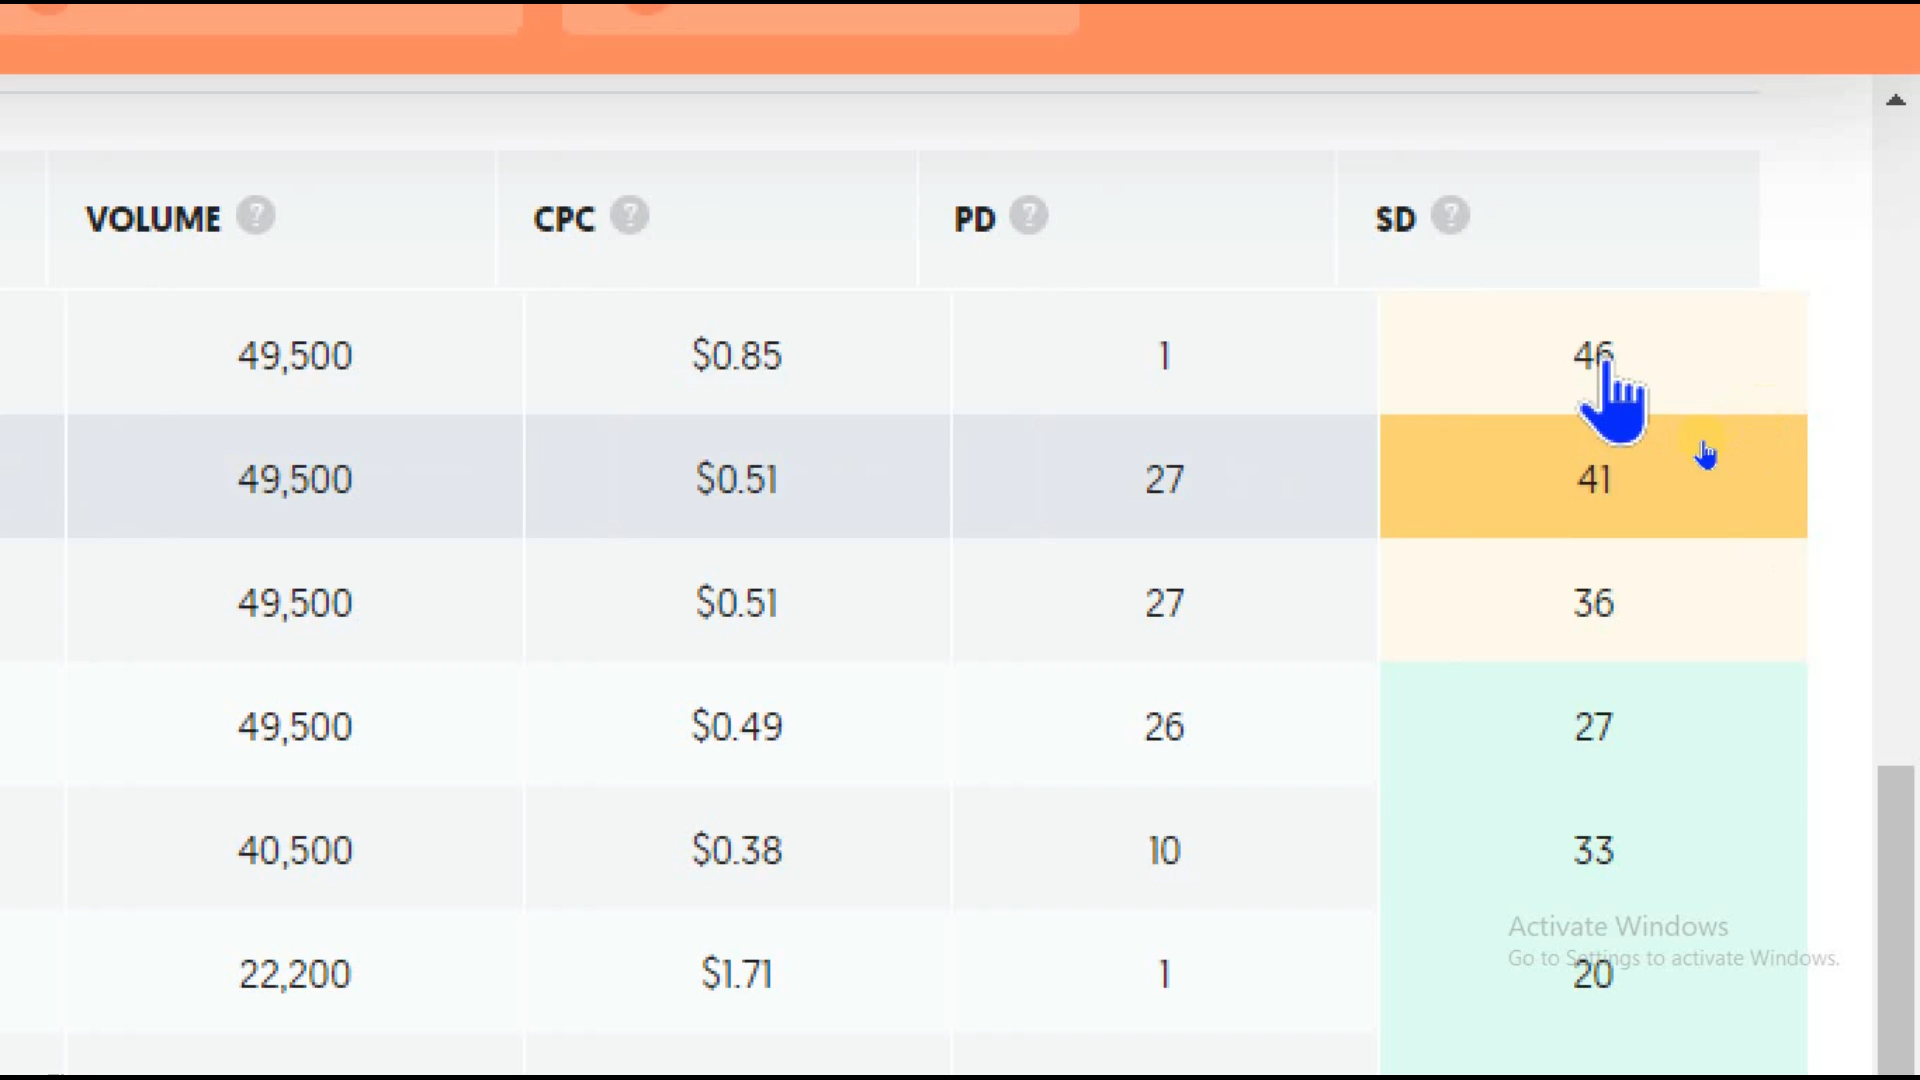 VOLUME ? CPC ? PD ? SD ?
49,500 $0.85 1 46
49,500 $0.51 27 41
49,500 $0.51 27 36
49,500 $0.49 26 27
40,500 $0.38 10 33
22,200 $1.71 1 20
Activate Windows
Go to Settings to activate Windows.